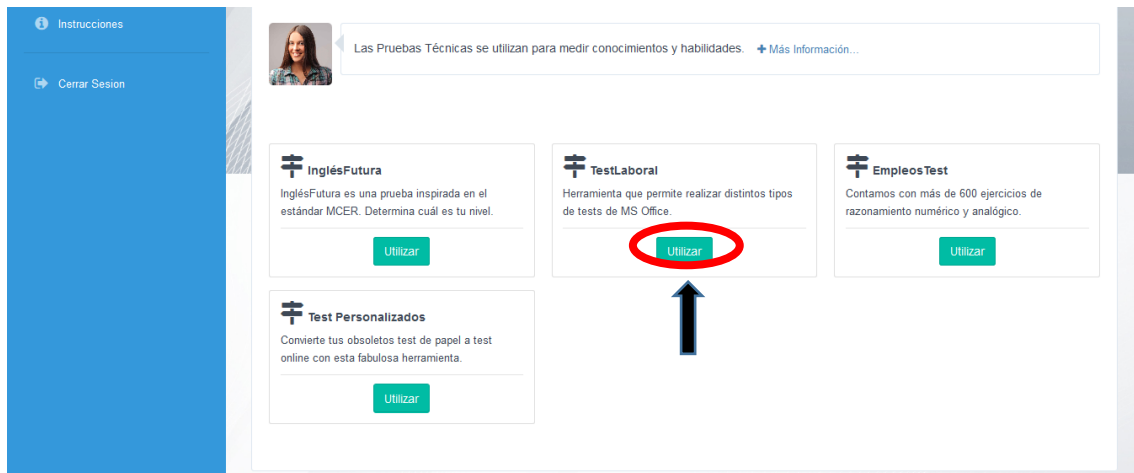 Instrucciones
Cerrar Sesion
Las Pruebas Técnicas se utilizan para medir conocimientos y habilidades. + Más Información...
InglésFutura
InglésFutura es una prueba inspirada en el
estándar MCER. Determina cuál es tu nivel.
Utilizar
TestLaboral
Herramienta que permite realizar distintos tipos
de tests de MS Office.
Utilizar
EmpleosTest
Contamos con más de 600 ejercicios de
razonamiento numérico y analógico.
Utilizar
Test Personalizados
Convierte tus obsoletos test de papel a test
online con esta fabulosa herramienta.
Utilizar